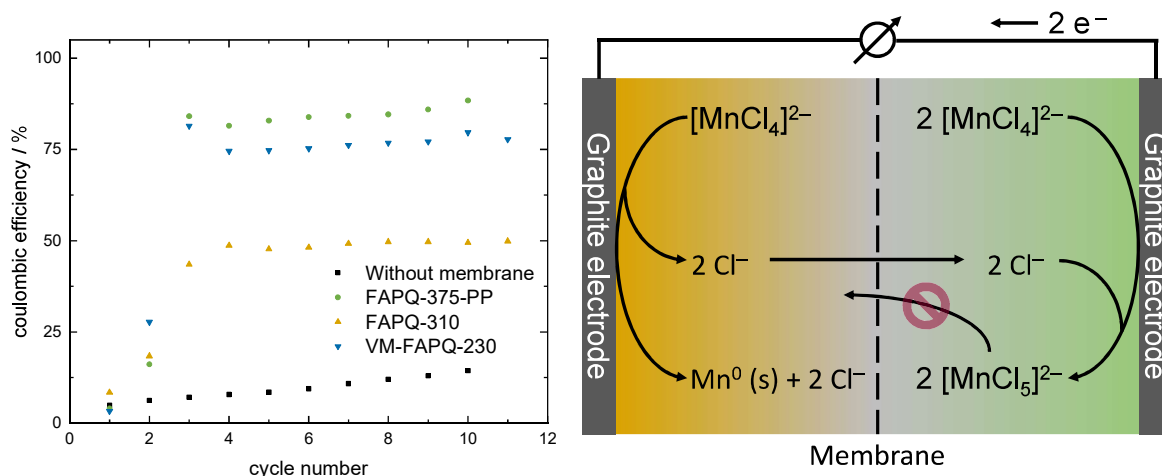 100
75
50
25
0
0
2
4
6
8
10
12
coulombic efficiency / %
cycle number
Without membrane
FAPQ-375-PP
FAPQ-310
VM-FAPQ-230
2 e⁻
Graphite electrode
[MnCl₄]²⁻
2 [MnCl₄]²⁻
2 Cl⁻
2 Cl⁻
Mn⁰ (s) + 2 Cl⁻
2 [MnCl₅]²⁻
Graphite electrode
Membrane